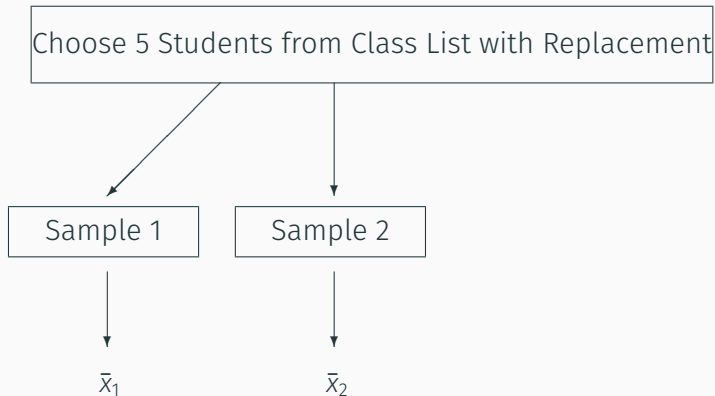 Choose 5 Students from Class List with Replacement
Sample 1
Sample 2
x̄₁
x̄₂